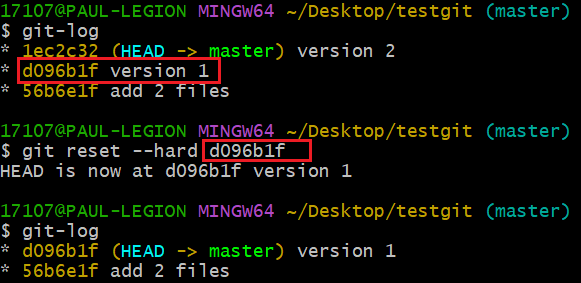 17107@PAUL-LEGION MINGW64 ~/Desktop/testgit (master)
$ git-log
* 1ec2c32 (HEAD -> master) version 2
* d096b1f version 1
* 56b6e1f add 2 files
17107@PAUL-LEGION MINGW64 ~/Desktop/testgit (master)
$ git reset --hard d096b1f
HEAD is now at d096b1f version 1
17107@PAUL-LEGION MINGW64 ~/Desktop/testgit (master)
$ git-log
* d096b1f (HEAD -> master) version 1
* 56b6e1f add 2 files